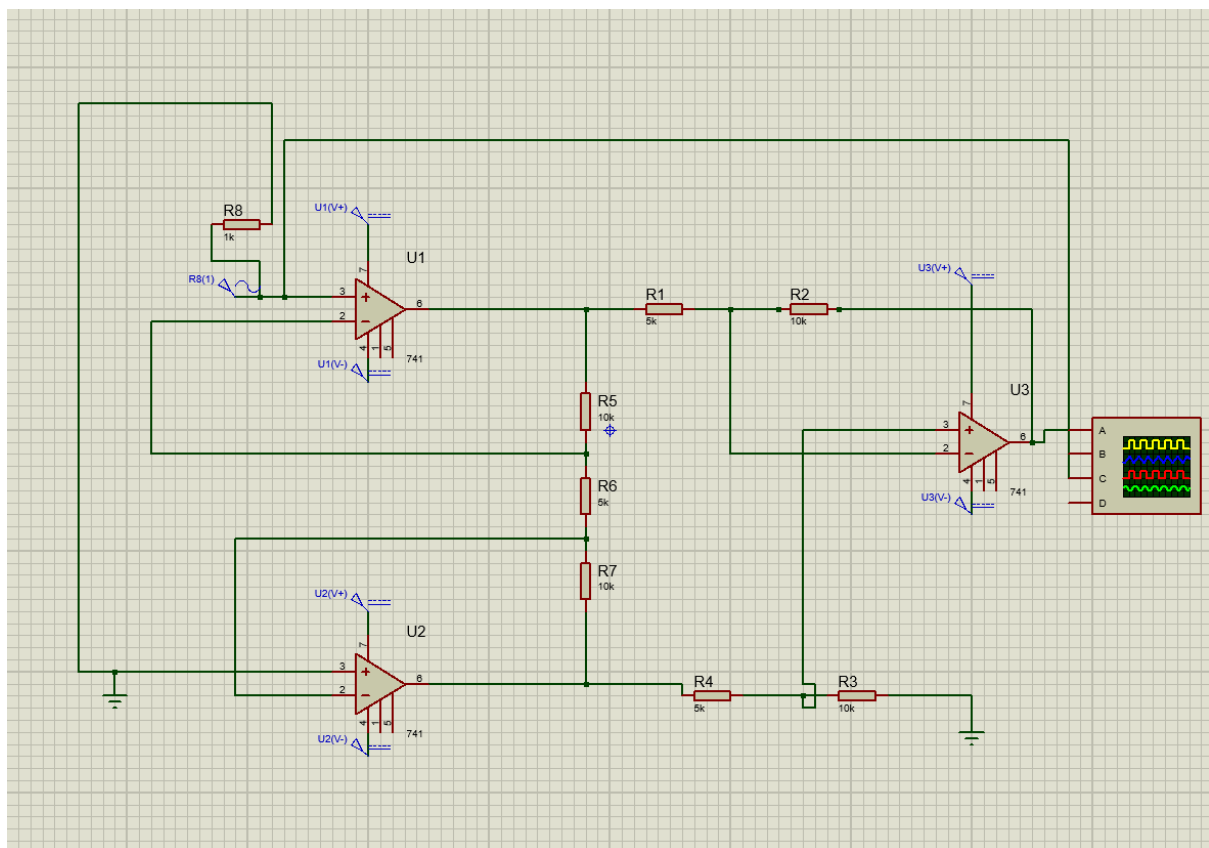 R8
1k
R8(1)
U1(V+)
U1
7
3
2
6
4
1
5
741
U1(V-)
R1
5k
R2
10k
U3(V+)
U3
7
3
2
6
4
1
5
741
U3(V-)
A
B
C
D
R5
10k
R6
5k
R7
10k
U2(V+)
U2
7
3
2
6
4
1
5
741
U2(V-)
R4
5k
R3
10k